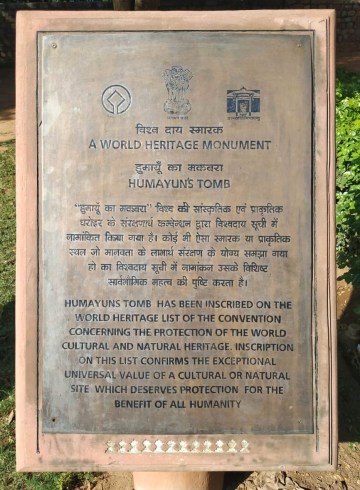 विश्व दाय स्मारक
A WORLD HERITAGE MONUMENT
हुमायूँ का मकबरा
HUMAYUN'S TOMB
"हुमायूँ का मकबरा" विश्व की सांस्कृतिक एवं प्राकृतिक
धरोहर के संरक्षणार्थ कन्वेन्शन द्वारा विश्वदाय सूची में
नामांकित किया गया है। कोई भी ऐसा स्मारक या प्राकृतिक
स्थल जो मानवता के लाभार्थ संरक्षण के योग्य समझा गया
हो का विश्वदाय सूची में नामांकन उसके विशिष्ट
सार्वभौमिक महत्व की पुष्टि करता है।
HUMAYUNS TOMB HAS BEEN INSCRIBED ON THE
WORLD HERITAGE LIST OF THE CONVENTION
CONCERNING THE PROTECTION OF THE WORLD
CULTURAL AND NATURAL HERITAGE. INSCRIPTION
ON THIS LIST CONFIRMS THE EXCEPTIONAL
UNIVERSAL VALUE OF A CULTURAL OR NATURAL
SITE WHICH DESERVES PROTECTION FOR THE
BENEFIT OF ALL HUMANITY